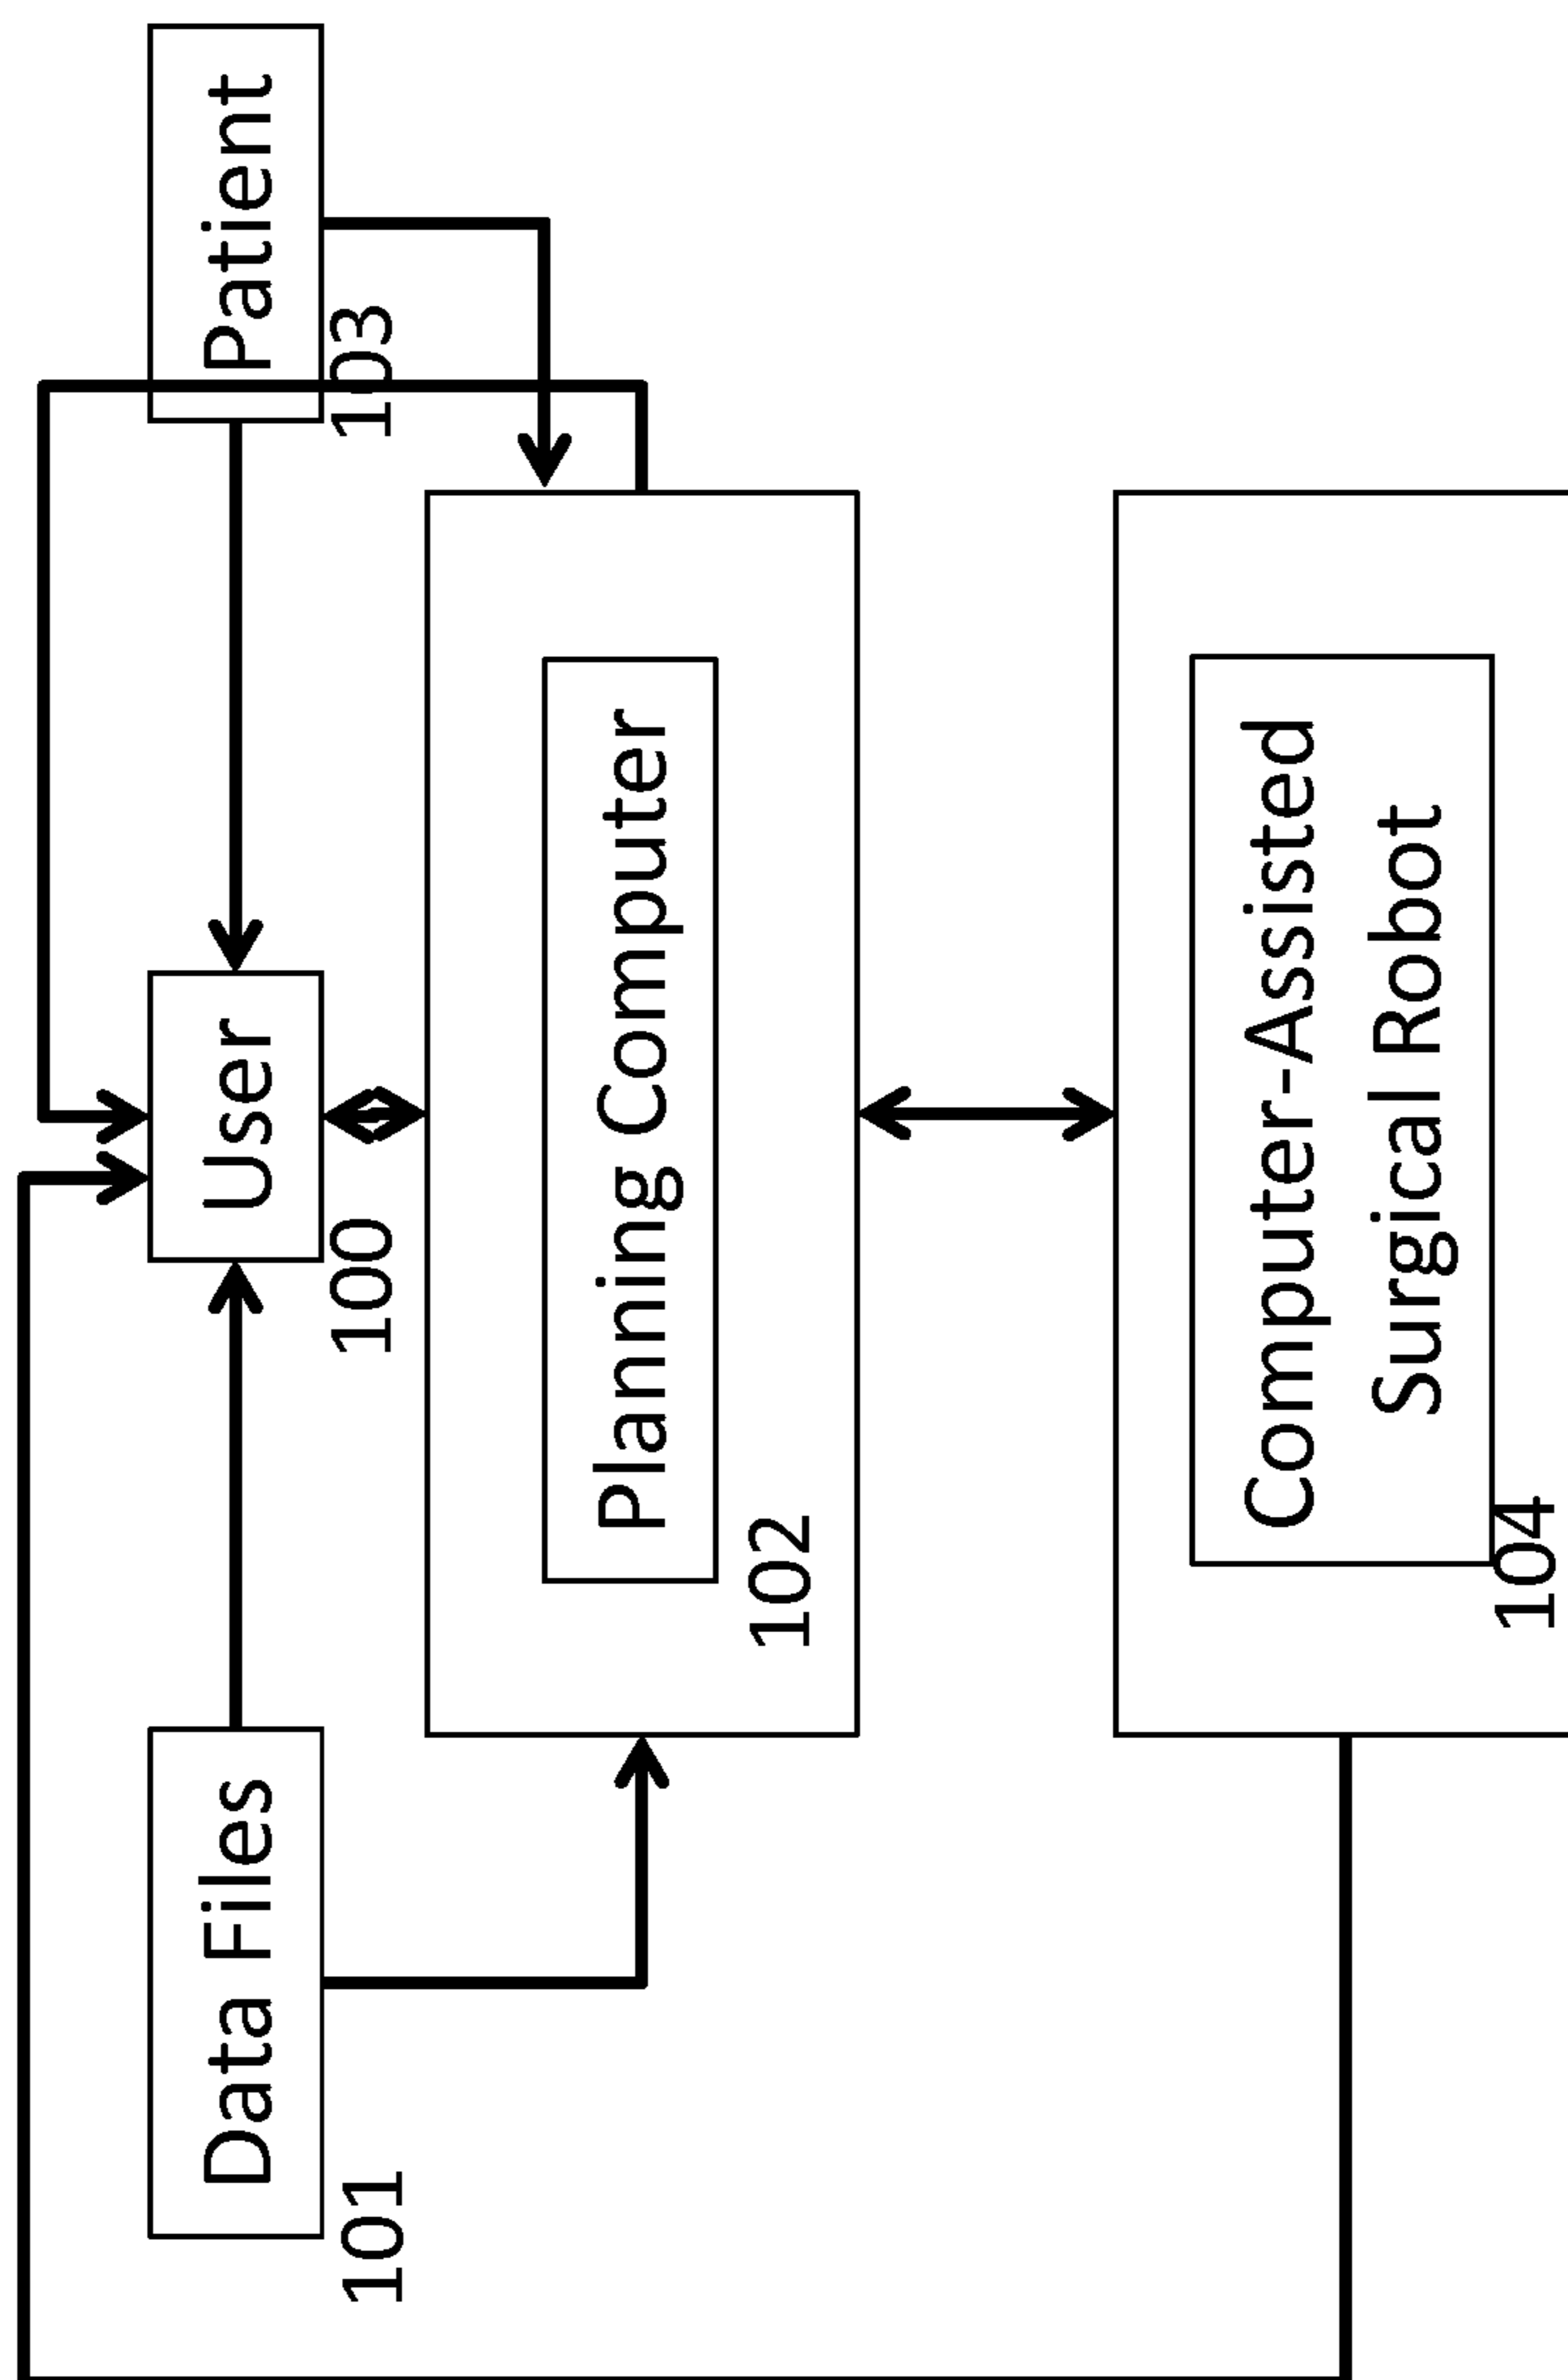 Data Files
User
Patient
101
100
103
Planning Computer
102
Computer-Assisted
Surgical Robot
104